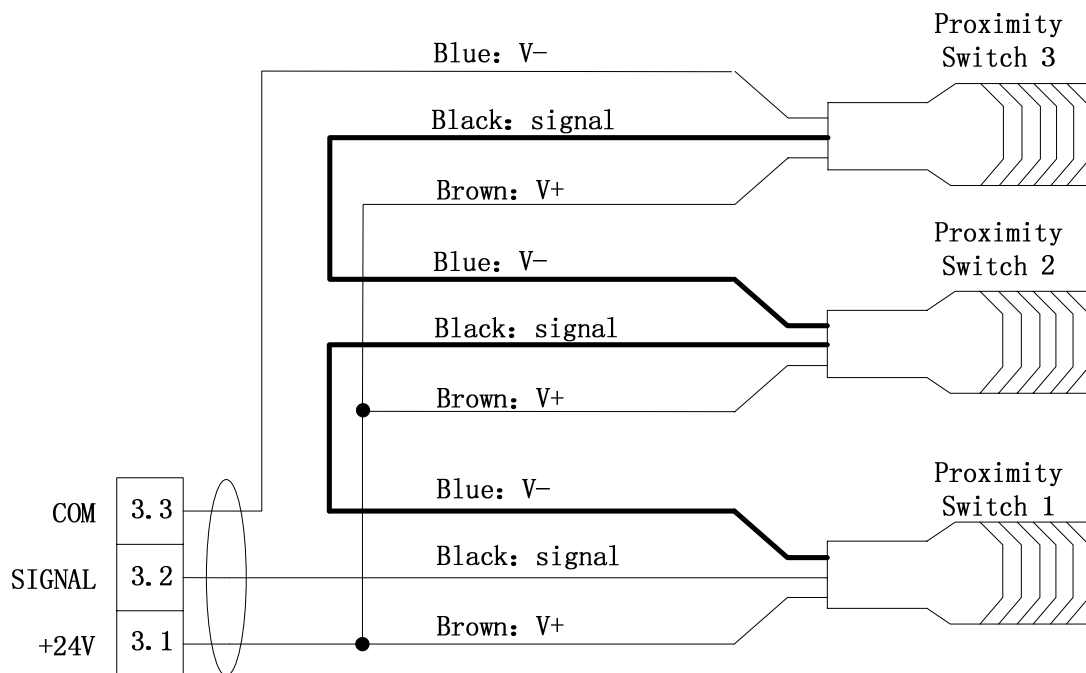 Proximity
Switch 3
Blue: V-
Black: signal
Brown: V+
Proximity
Switch 2
Blue: V-
Black: signal
Brown: V+
Proximity
Switch 1
Blue: V-
Black: signal
Brown: V+
COM 3.3
SIGNAL 3.2
+24V 3.1